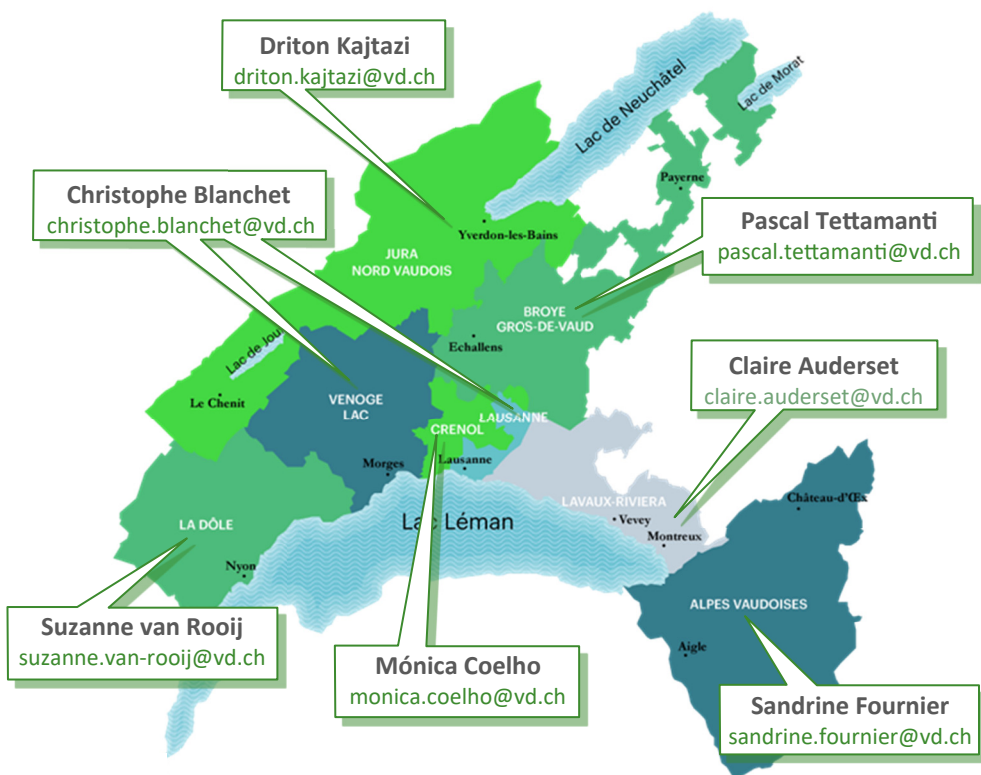 Driton Kajtazi
driton.kajtazi@vd.ch
Lac de Neuchâtel
Lac de Morat
Payerne
Christophe Blanchet
christophe.blanchet@vd.ch
Yverdon-les-Bains
Pascal Tettamanti
pascal.tettamanti@vd.ch
JURA
NORD VAUDOIS
BROYE
GROS-DE-VAUD
Echallens
Lac de Joux
Claire Auderset
claire.auderset@vd.ch
Le Chenit
VENOGE
LAC
LAUSANNE
CRENOL
Morges
Lausanne
LAVAUX-RIVIERA
Vevey
Montreux
Château-d'Œx
LA DÔLE
Lac Léman
Nyon
ALPES VAUDOISES
Aigle
Suzanne van Rooij
suzanne.van-rooij@vd.ch
Mónica Coelho
monica.coelho@vd.ch
Sandrine Fournier
sandrine.fournier@vd.ch